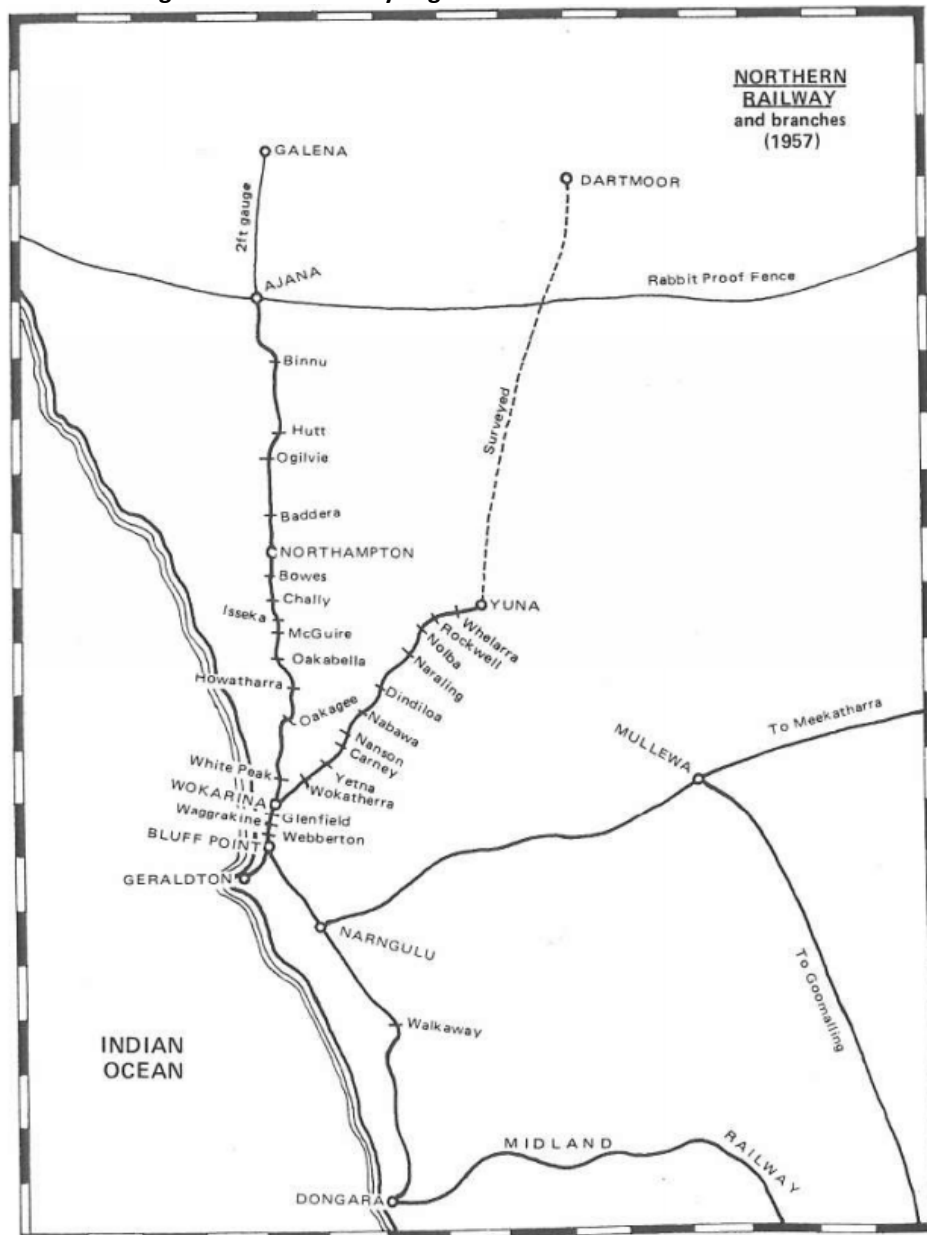 NORTHERN
RAILWAY
and branches
(1957)
GALENA
DARTMOOR
2ft gauge
AJANA
Rabbit Proof Fence
Binnu
Surveyed
Hutt
Ogilvie
Baddera
NORTHAMPTON
Bowes
Chally
YUNA
Isseka
Whelarra
McGuire
Rockwell
Nolba
Oakabella
Naraling
Howatharra
Dindiloa
Oakagee
Nabawa
To Meekatharra
MULLEWA
Nanson
Carney
White Peak
Yetna
WOKARINA
Wokatherra
Waggrakine
Glenfield
Webberton
BLUFF POINT
GERALDTON
NARNGULU
To Goomalling
Walkaway
INDIAN
OCEAN
MIDLAND RAILWAY
DONGARA